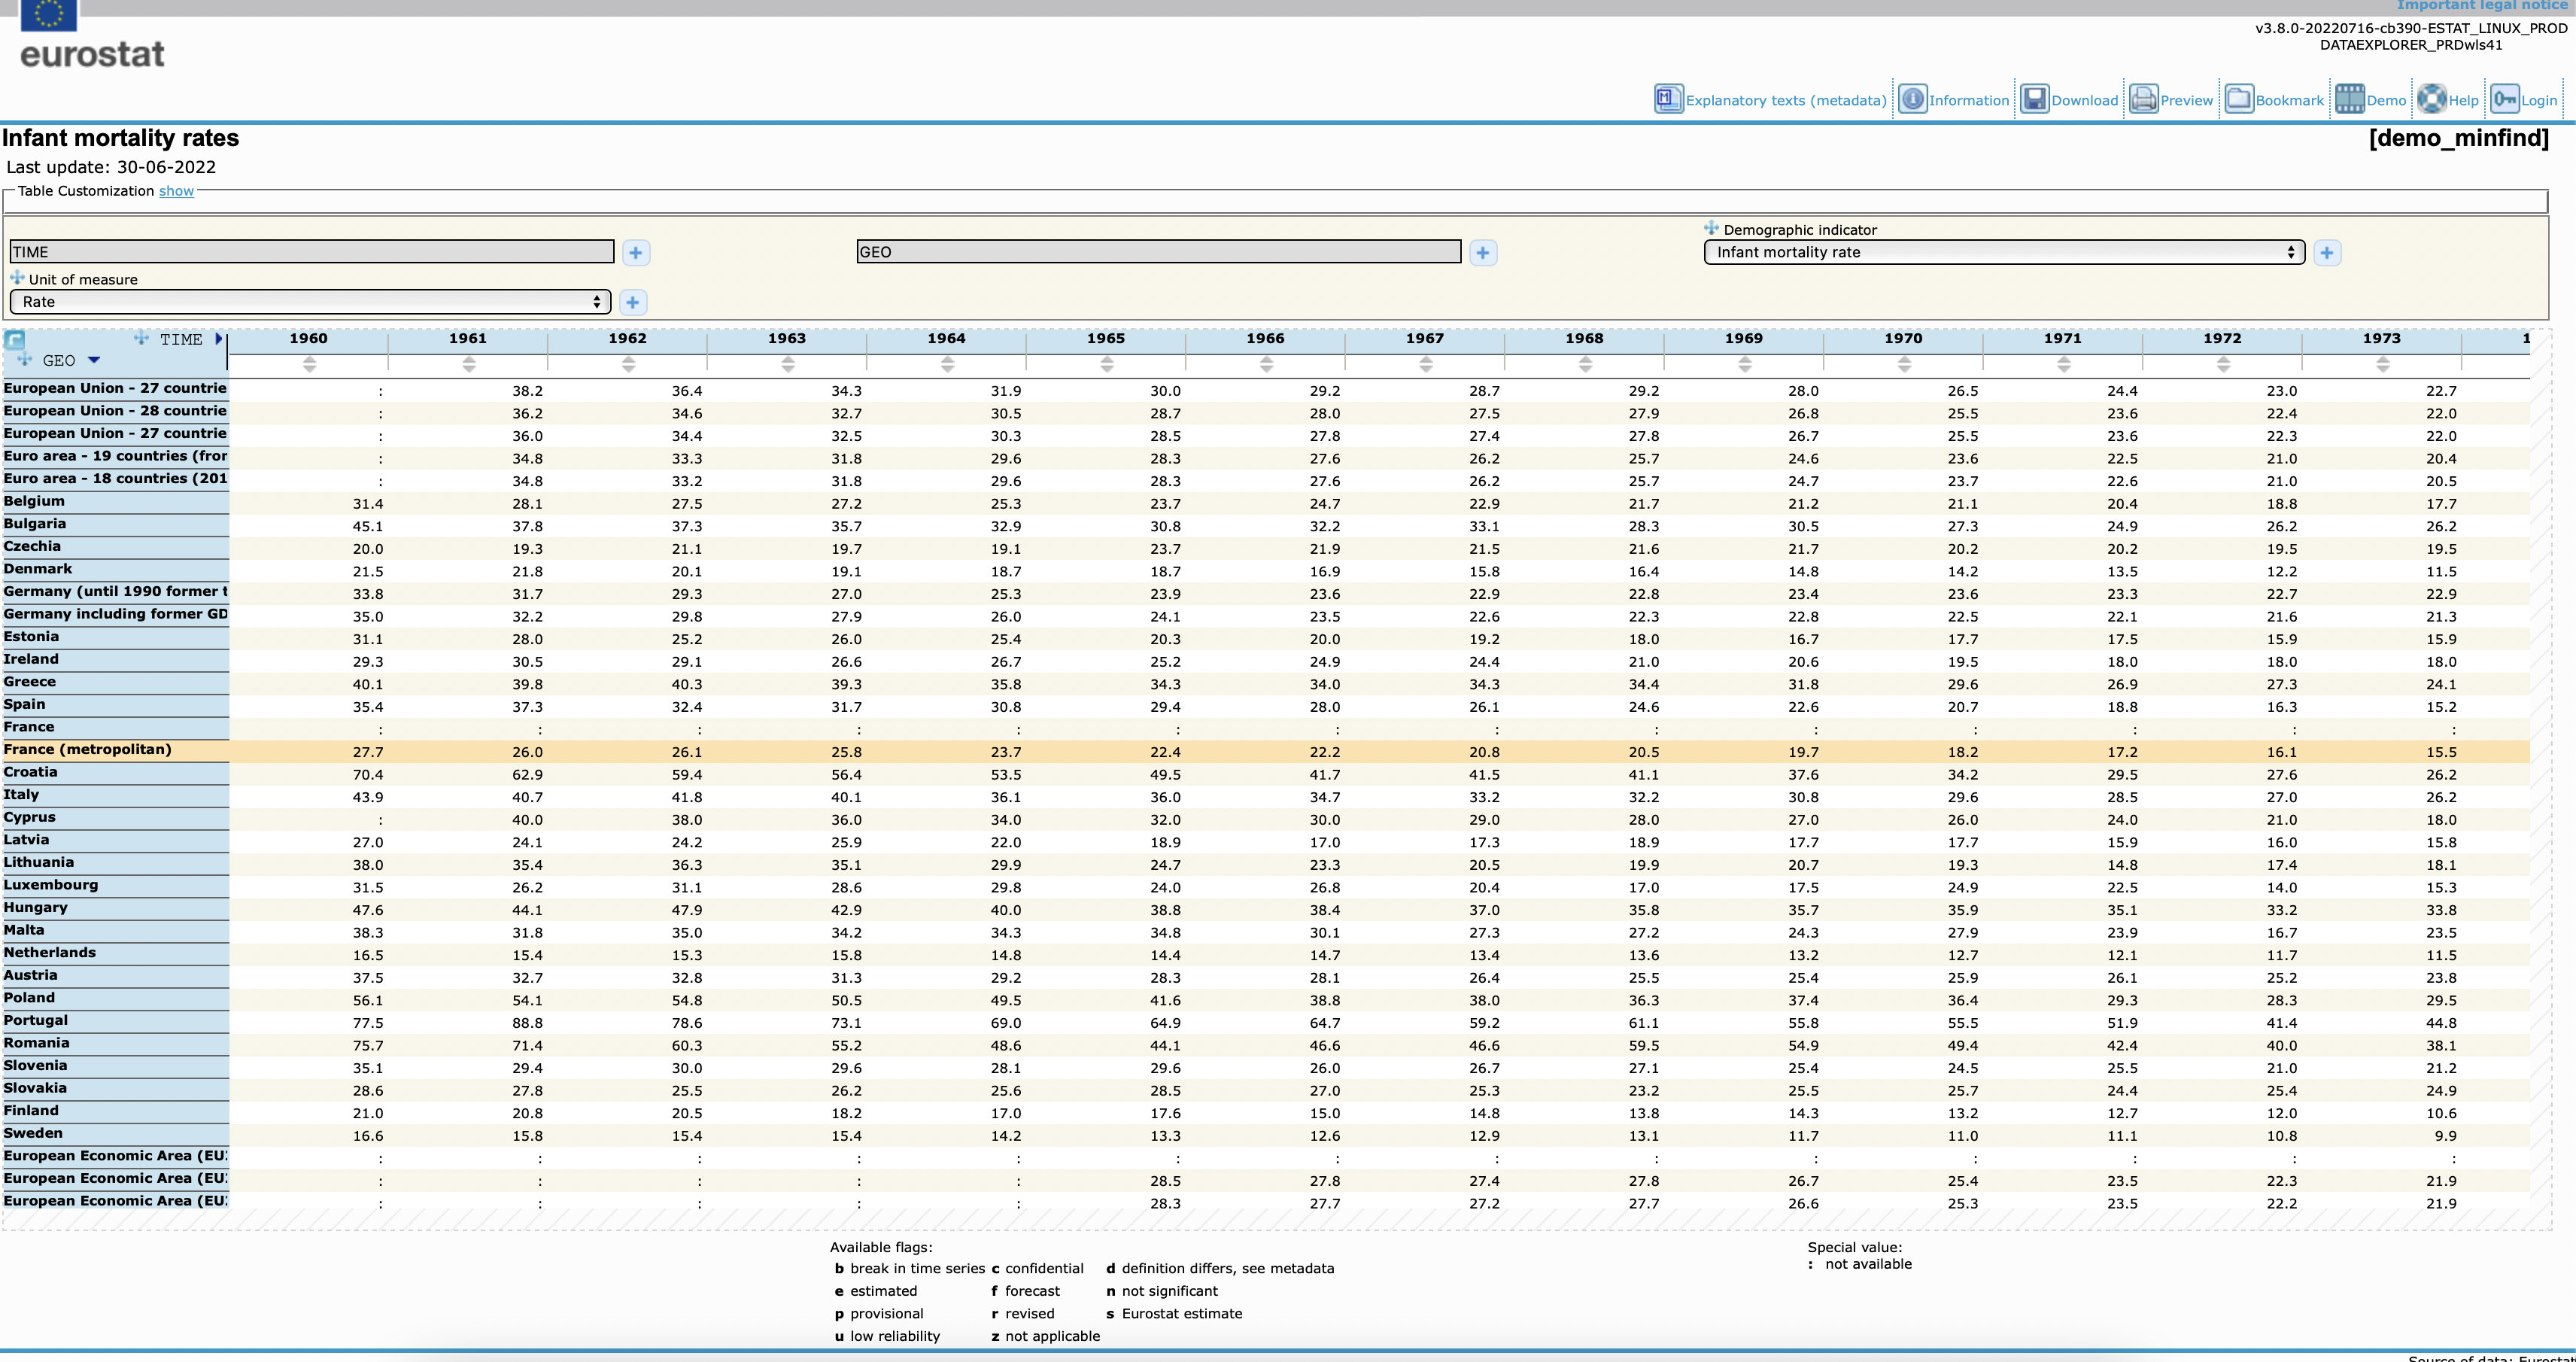 Important legal notice
eurostat
v3.8.0-20220716-cb390-ESTAT_LINUX_PROD
DATAEXPLORER_PRDwls41
Explanatory texts (metadata) Information Download Preview Bookmark Demo Help Login
Infant mortality rates [demo_minfind]
Last update: 30-06-2022
Table Customization show
Demographic indicator
TIME GEO Infant mortality rate
Unit of measure
Rate
TIME 1960 1961 1962 1963 1964 1965 1966 1967 1968 1969 1970 1971 1972 1973 1
GEO
European Union - 27 countrie : 38.2 36.4 34.3 31.9 30.0 29.2 28.7 29.2 28.0 26.5 24.4 23.0 22.7
European Union - 28 countrie : 36.2 34.6 32.7 30.5 28.7 28.0 27.5 27.9 26.8 25.5 23.6 22.4 22.0
European Union - 27 countrie : 36.0 34.4 32.5 30.3 28.5 27.8 27.4 27.8 26.7 25.5 23.6 22.3 22.0
Euro area - 19 countries (fror : 34.8 33.3 31.8 29.6 28.3 27.6 26.2 25.7 24.6 23.6 22.5 21.0 20.4
Euro area - 18 countries (201 : 34.8 33.2 31.8 29.6 28.3 27.6 26.2 25.7 24.7 23.7 22.6 21.0 20.5
Belgium 31.4 28.1 27.5 27.2 25.3 23.7 24.7 22.9 21.7 21.2 21.1 20.4 18.8 17.7
Bulgaria 45.1 37.8 37.3 35.7 32.9 30.8 32.2 33.1 28.3 30.5 27.3 24.9 26.2 26.2
Czechia 20.0 19.3 21.1 19.7 19.1 23.7 21.9 21.5 21.6 21.7 20.2 20.2 19.5 19.5
Denmark 21.5 21.8 20.1 19.1 18.7 18.7 16.9 15.8 16.4 14.8 14.2 13.5 12.2 11.5
Germany (until 1990 former t 33.8 31.7 29.3 27.0 25.3 23.9 23.6 22.9 22.8 23.4 23.6 23.3 22.7 22.9
Germany including former GD 35.0 32.2 29.8 27.9 26.0 24.1 23.5 22.6 22.3 22.8 22.5 22.1 21.6 21.3
Estonia 31.1 28.0 25.2 26.0 25.4 20.3 20.0 19.2 18.0 16.7 17.7 17.5 15.9 15.9
Ireland 29.3 30.5 29.1 26.6 26.7 25.2 24.9 24.4 21.0 20.6 19.5 18.0 18.0 18.0
Greece 40.1 39.8 40.3 39.3 35.8 34.3 34.0 34.3 34.4 31.8 29.6 26.9 27.3 24.1
Spain 35.4 37.3 32.4 31.7 30.8 29.4 28.0 26.1 24.6 22.6 20.7 18.8 16.3 15.2
France : : : : : : : : : : : : : :
France (metropolitan) 27.7 26.0 26.1 25.8 23.7 22.4 22.2 20.8 20.5 19.7 18.2 17.2 16.1 15.5
Croatia 70.4 62.9 59.4 56.4 53.5 49.5 41.7 41.5 41.1 37.6 34.2 29.5 27.6 26.2
Italy 43.9 40.7 41.8 40.1 36.1 36.0 34.7 33.2 32.2 30.8 29.6 28.5 27.0 26.2
Cyprus : 40.0 38.0 36.0 34.0 32.0 30.0 29.0 28.0 27.0 26.0 24.0 21.0 18.0
Latvia 27.0 24.1 24.2 25.9 22.0 18.9 17.0 17.3 18.9 17.7 17.7 15.9 16.0 15.8
Lithuania 38.0 35.4 36.3 35.1 29.9 24.7 23.3 20.5 19.9 20.7 19.3 14.8 17.4 18.1
Luxembourg 31.5 26.2 31.1 28.6 29.8 24.0 26.8 20.4 17.0 17.5 24.9 22.5 14.0 15.3
Hungary 47.6 44.1 47.9 42.9 40.0 38.8 38.4 37.0 35.8 35.7 35.9 35.1 33.2 33.8
Malta 38.3 31.8 35.0 34.2 34.3 34.8 30.1 27.3 27.2 24.3 27.9 23.9 16.7 23.5
Netherlands 16.5 15.4 15.3 15.8 14.8 14.4 14.7 13.4 13.6 13.2 12.7 12.1 11.7 11.5
Austria 37.5 32.7 32.8 31.3 29.2 28.3 28.1 26.4 25.5 25.4 25.9 26.1 25.2 23.8
Poland 56.1 54.1 54.8 50.5 49.5 41.6 38.8 38.0 36.3 37.4 36.4 29.3 28.3 29.5
Portugal 77.5 88.8 78.6 73.1 69.0 64.9 64.7 59.2 61.1 55.8 55.5 51.9 41.4 44.8
Romania 75.7 71.4 60.3 55.2 48.6 44.1 46.6 46.6 59.5 54.9 49.4 42.4 40.0 38.1
Slovenia 35.1 29.4 30.0 29.6 28.1 29.6 26.0 26.7 27.1 25.4 24.5 25.5 21.0 21.2
Slovakia 28.6 27.8 25.5 26.2 25.6 28.5 27.0 25.3 23.2 25.5 25.7 24.4 25.4 24.9
Finland 21.0 20.8 20.5 18.2 17.0 17.6 15.0 14.8 13.8 14.3 13.2 12.7 12.0 10.6
Sweden 16.6 15.8 15.4 15.4 14.2 13.3 12.6 12.9 13.1 11.7 11.0 11.1 10.8 9.9
European Economic Area (EU : : : : : : : : : : : : : :
European Economic Area (EU : : : : : 28.5 27.8 27.4 27.8 26.7 25.4 23.5 22.3 21.9
European Economic Area (EU : : : : : 28.3 27.7 27.2 27.7 26.6 25.3 23.5 22.2 21.9
Available flags: Special value:
b break in time series c confidential d definition differs, see metadata : not available
e estimated f forecast n not significant
p provisional r revised s Eurostat estimate
u low reliability z not applicable
Source of data: Eurostat